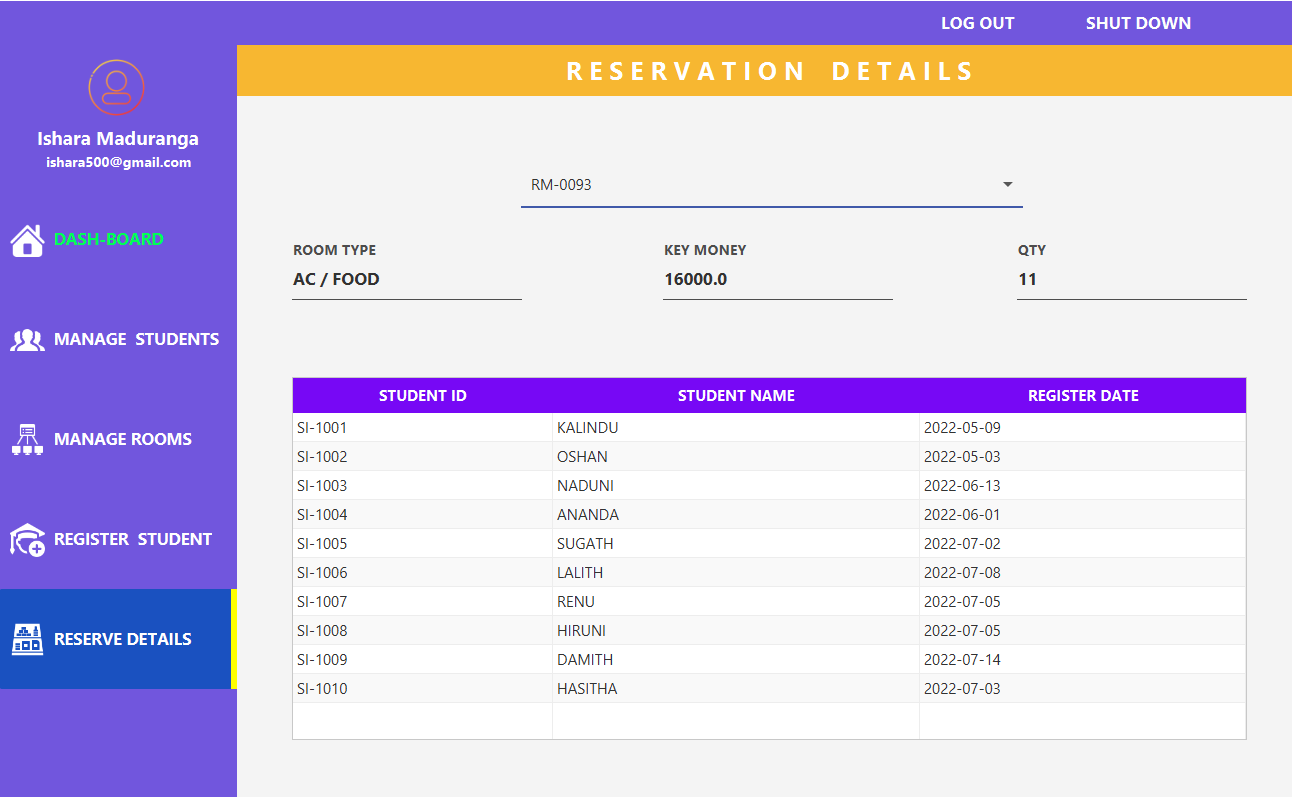 LOG OUT SHUT DOWN
RESERVATION DETAILS
Ishara Maduranga
ishara500@gmail.com
DASH-BOARD
MANAGE STUDENTS
MANAGE ROOMS
REGISTER STUDENT
RESERVE DETAILS
RM-0093
ROOM TYPE KEY MONEY QTY
AC / FOOD 16000.0 11
STUDENT ID STUDENT NAME REGISTER DATE
SI-1001 KALINDU 2022-05-09
SI-1002 OSHAN 2022-05-03
SI-1003 NADUNI 2022-06-13
SI-1004 ANANDA 2022-06-01
SI-1005 SUGATH 2022-07-02
SI-1006 LALITH 2022-07-08
SI-1007 RENU 2022-07-05
SI-1008 HIRUNI 2022-07-05
SI-1009 DAMITH 2022-07-14
SI-1010 HASITHA 2022-07-03